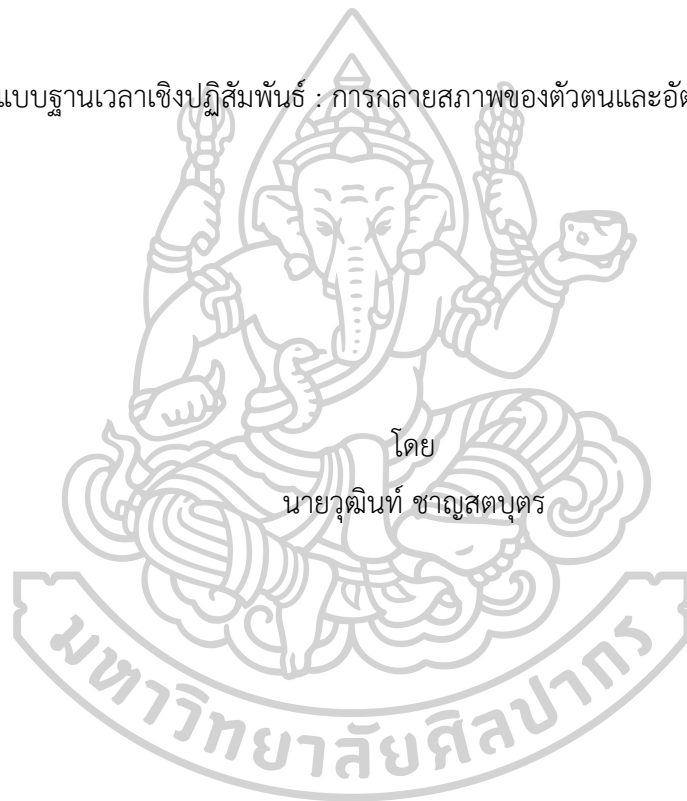 แบบฐานเวลาเชิงปฏิสัมพันธ์ : การกลายสภาพของตัวตนและอัต
โดย
นายวุฒินท์ ชาญสตบุตร
มหาวิทยาลัยศิลปากร